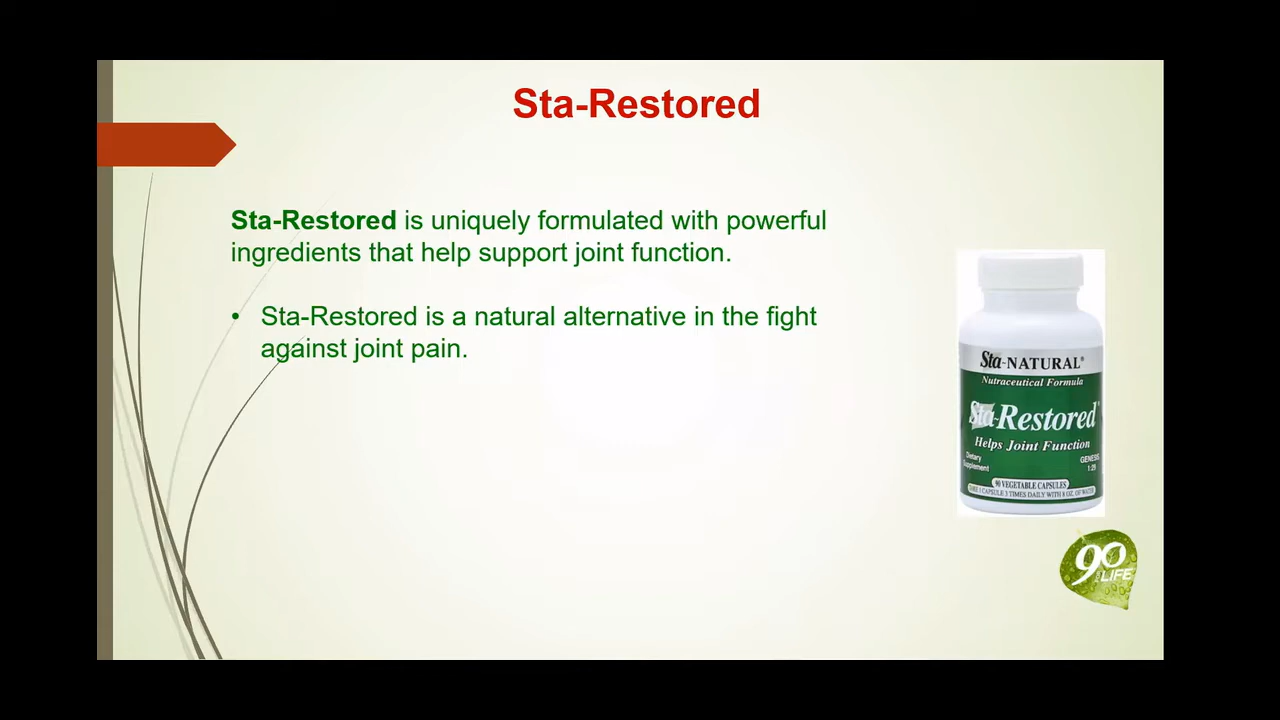 Sta-Restored
Sta-Restored is uniquely formulated with powerful
ingredients that help support joint function.
• Sta-Restored is a natural alternative in the fight
against joint pain.
Sta-NATURAL®
Nutraceutical Formula
Sta-Restored
Helps Joint Function
Dietary
Supplement
GENESIS
1:29
90 VEGETABLE CAPSULES
TAKE 1 CAPSULE 3 TIMES DAILY WITH 8 OZ. OF WATER
90
LIFE